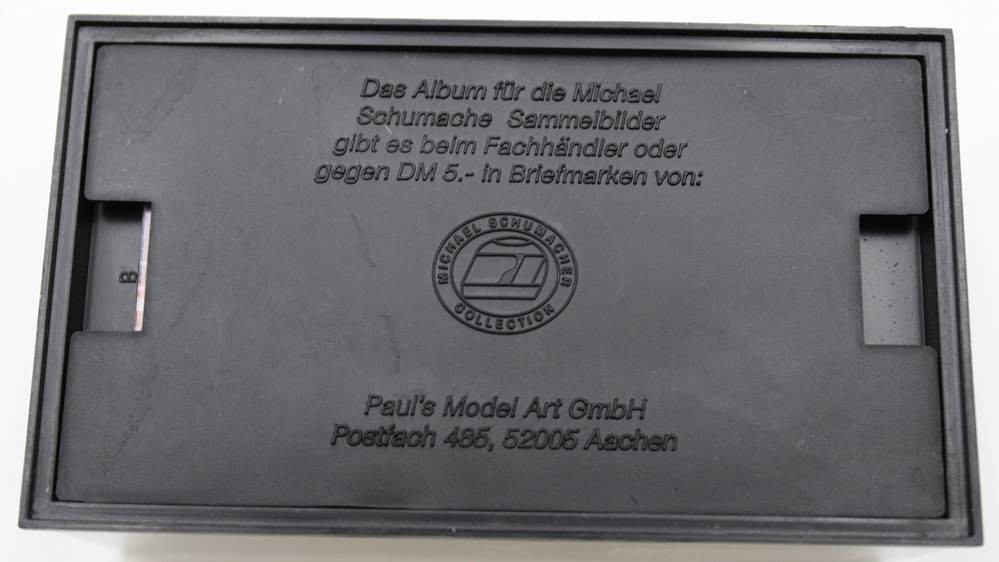 Das Album für die Michael
Schumache Sammelbilder
gibt es beim Fachhändler oder
gegen DM 5.- in Briefmarken von:
MICHAEL SCHUMACHER
COLLECTION
B
Paul's Model Art GmbH
Postfach 485, 52005 Aachen